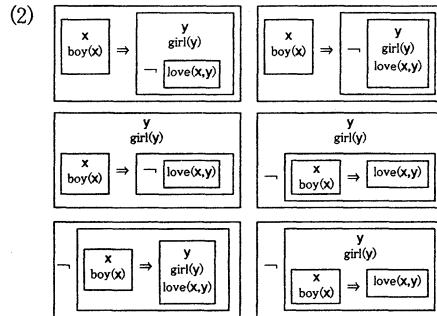 (2)
x
boy(x) ⇒
y
girl(y)
¬ love(x,y)
x
boy(x) ⇒ ¬
y
girl(y)
love(x,y)
y
girl(y)
x
boy(x) ⇒ ¬ love(x,y)
y
girl(y)
¬
x
boy(x) ⇒ love(x,y)
¬
x
boy(x) ⇒
y
girl(y)
love(x,y)
¬
y
girl(y)
x
boy(x) ⇒ love(x,y)